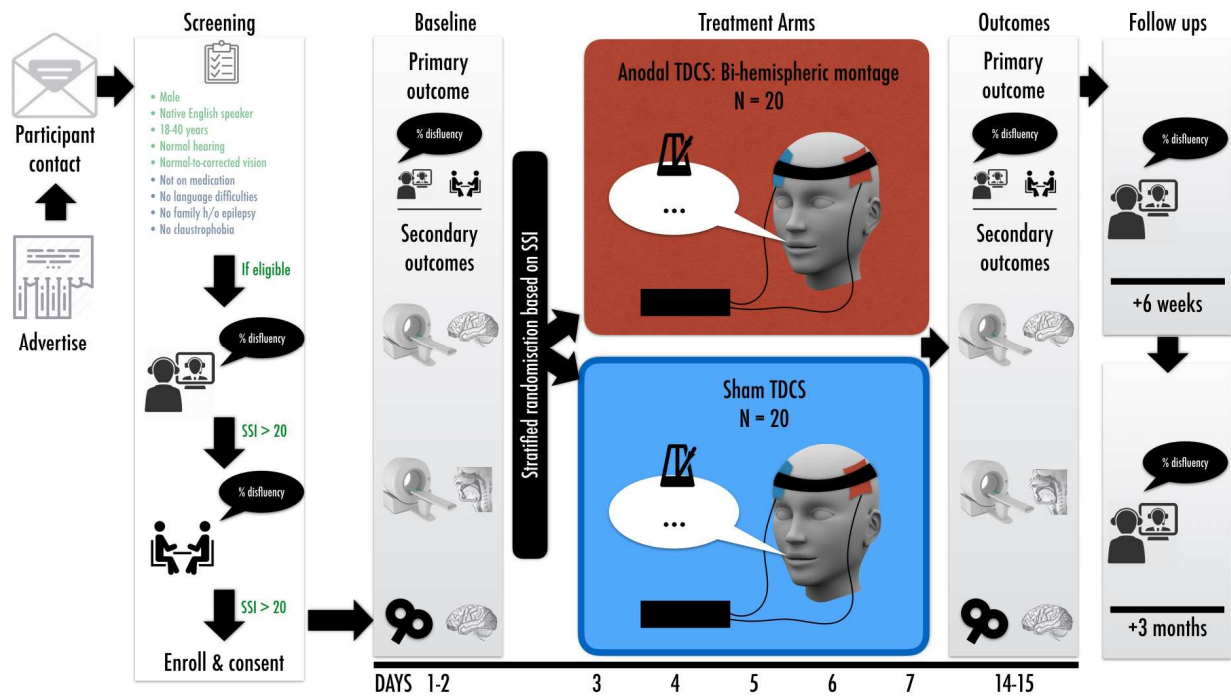 Screening
Baseline
Treatment Arms
Outcomes
Follow ups
Participant
contact
Advertise
• Male
• Native English speaker
• 18-40 years
• Normal hearing
• Normal-to-corrected vision
• Not on medication
• No language difficulties
• No family h/o epilepsy
• No claustrophobia
If eligible
% disfluency
SSI > 20
% disfluency
SSI > 20
Enroll & consent
Primary
outcome
% disfluency
Secondary
outcomes
Stratified randomisation based on SSI
Anodal TDCS: Bi-hemispheric montage
N = 20
...
Sham TDCS
N = 20
...
Primary
outcome
% disfluency
Secondary
outcomes
% disfluency
+6 weeks
% disfluency
+3 months
DAYS 1-2 3 4 5 6 7 14-15